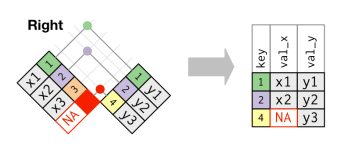 Right
x1 1
x2 2
x3 3
NA
1 y1
2 y2
4 y3
key val_x val_y
1 x1 y1
2 x2 y2
4 NA y3